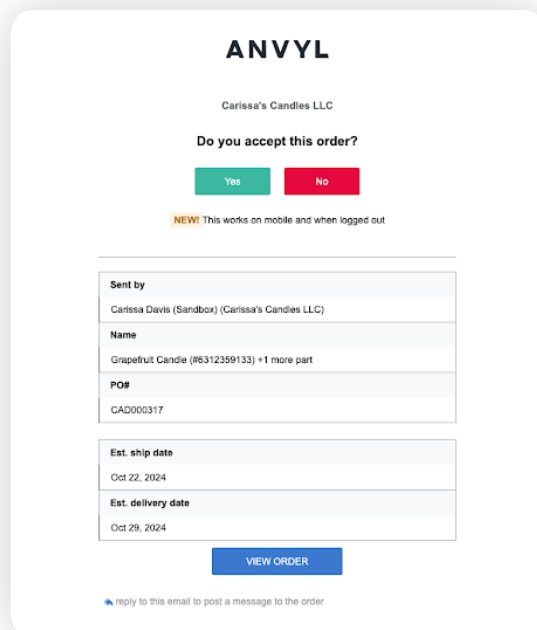 ANVYL
Carissa's Candles LLC
Do you accept this order?
Yes
No
NEW! This works on mobile and when logged out
Sent by
Carissa Davis (Sandbox) (Carissa's Candles LLC)
Name
Grapefruit Candle (#6312359133) +1 more part
PO#
CAD000317
Est. ship date
Oct 22, 2024
Est. delivery date
Oct 29, 2024
VIEW ORDER
reply to this email to post a message to the order